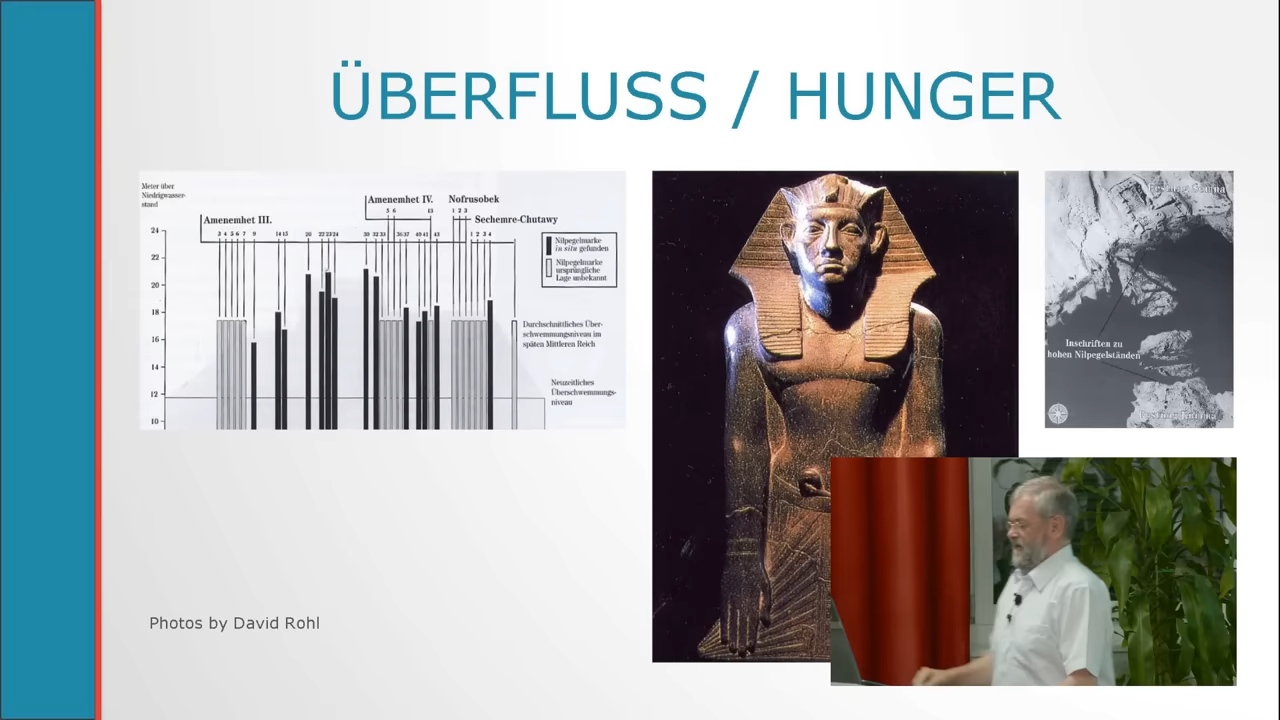 ÜBERFLUSS / HUNGER
Meter über
Niedrigwasser-
stand
Amenemhet III.
Amenemhet IV.
Nofrusobek
Sechemre-Chutawy
5 6 13 1 2 3
3 4 5 6 7 9 14 15 20 22 23 24 30 32 33 36 37 40 41 43 1 2 3 4
24
22
20
18
16
14
12
10
Nilpegelmarke
in situ gefunden
Nilpegelmarke
ursprüngliche
Lage unbekannt
Durchschnittliches Über-
schwemmungsniveau im
späten Mittleren Reich
Neuzeitliches
Überschwemmungs-
niveau
Festung Semna
Inschriften zu
hohen Nilpegelständen
Festung Kumma
Photos by David Rohl